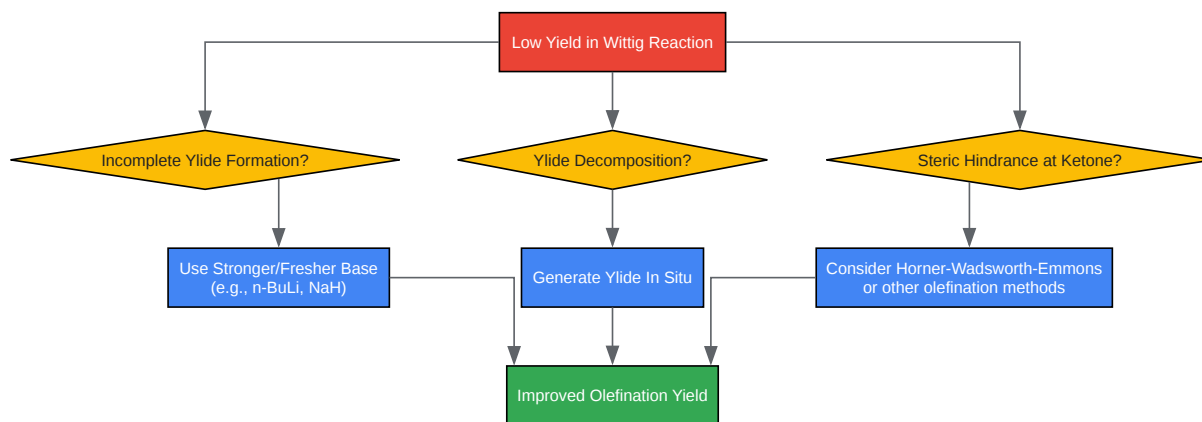 Low Yield in Wittig Reaction
Incomplete Ylide Formation?
Ylide Decomposition?
Steric Hindrance at Ketone?
Use Stronger/Fresher Base
(e.g., n-BuLi, NaH)
Generate Ylide In Situ
Consider Horner-Wadsworth-Emmons
or other olefination methods
Improved Olefination Yield